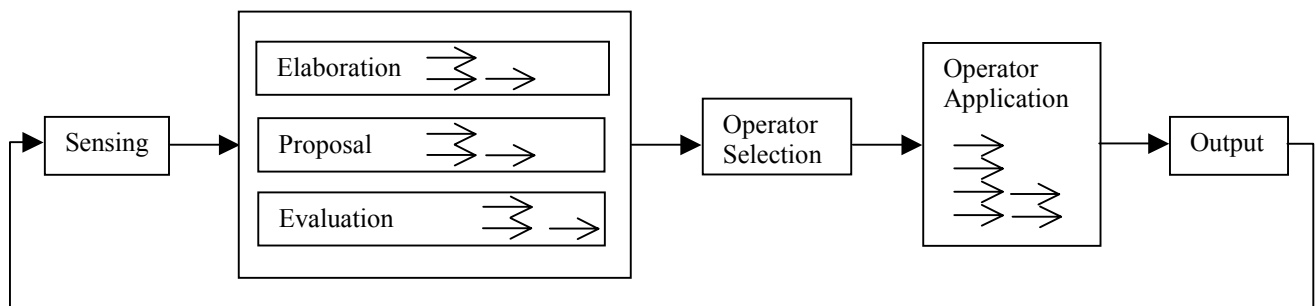 Sensing
Elaboration
Proposal
Evaluation
Operator
Selection
Operator
Application
Output